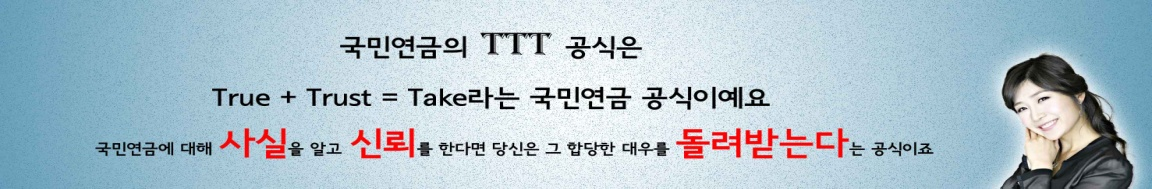 국민연금의 TTT 공식은
True + Trust = Take라는 국민연금 공식이예요
국민연금에 대해 사실을 알고 신뢰를 한다면 당신은 그 합당한 대우를 돌려받는다는 공식이죠